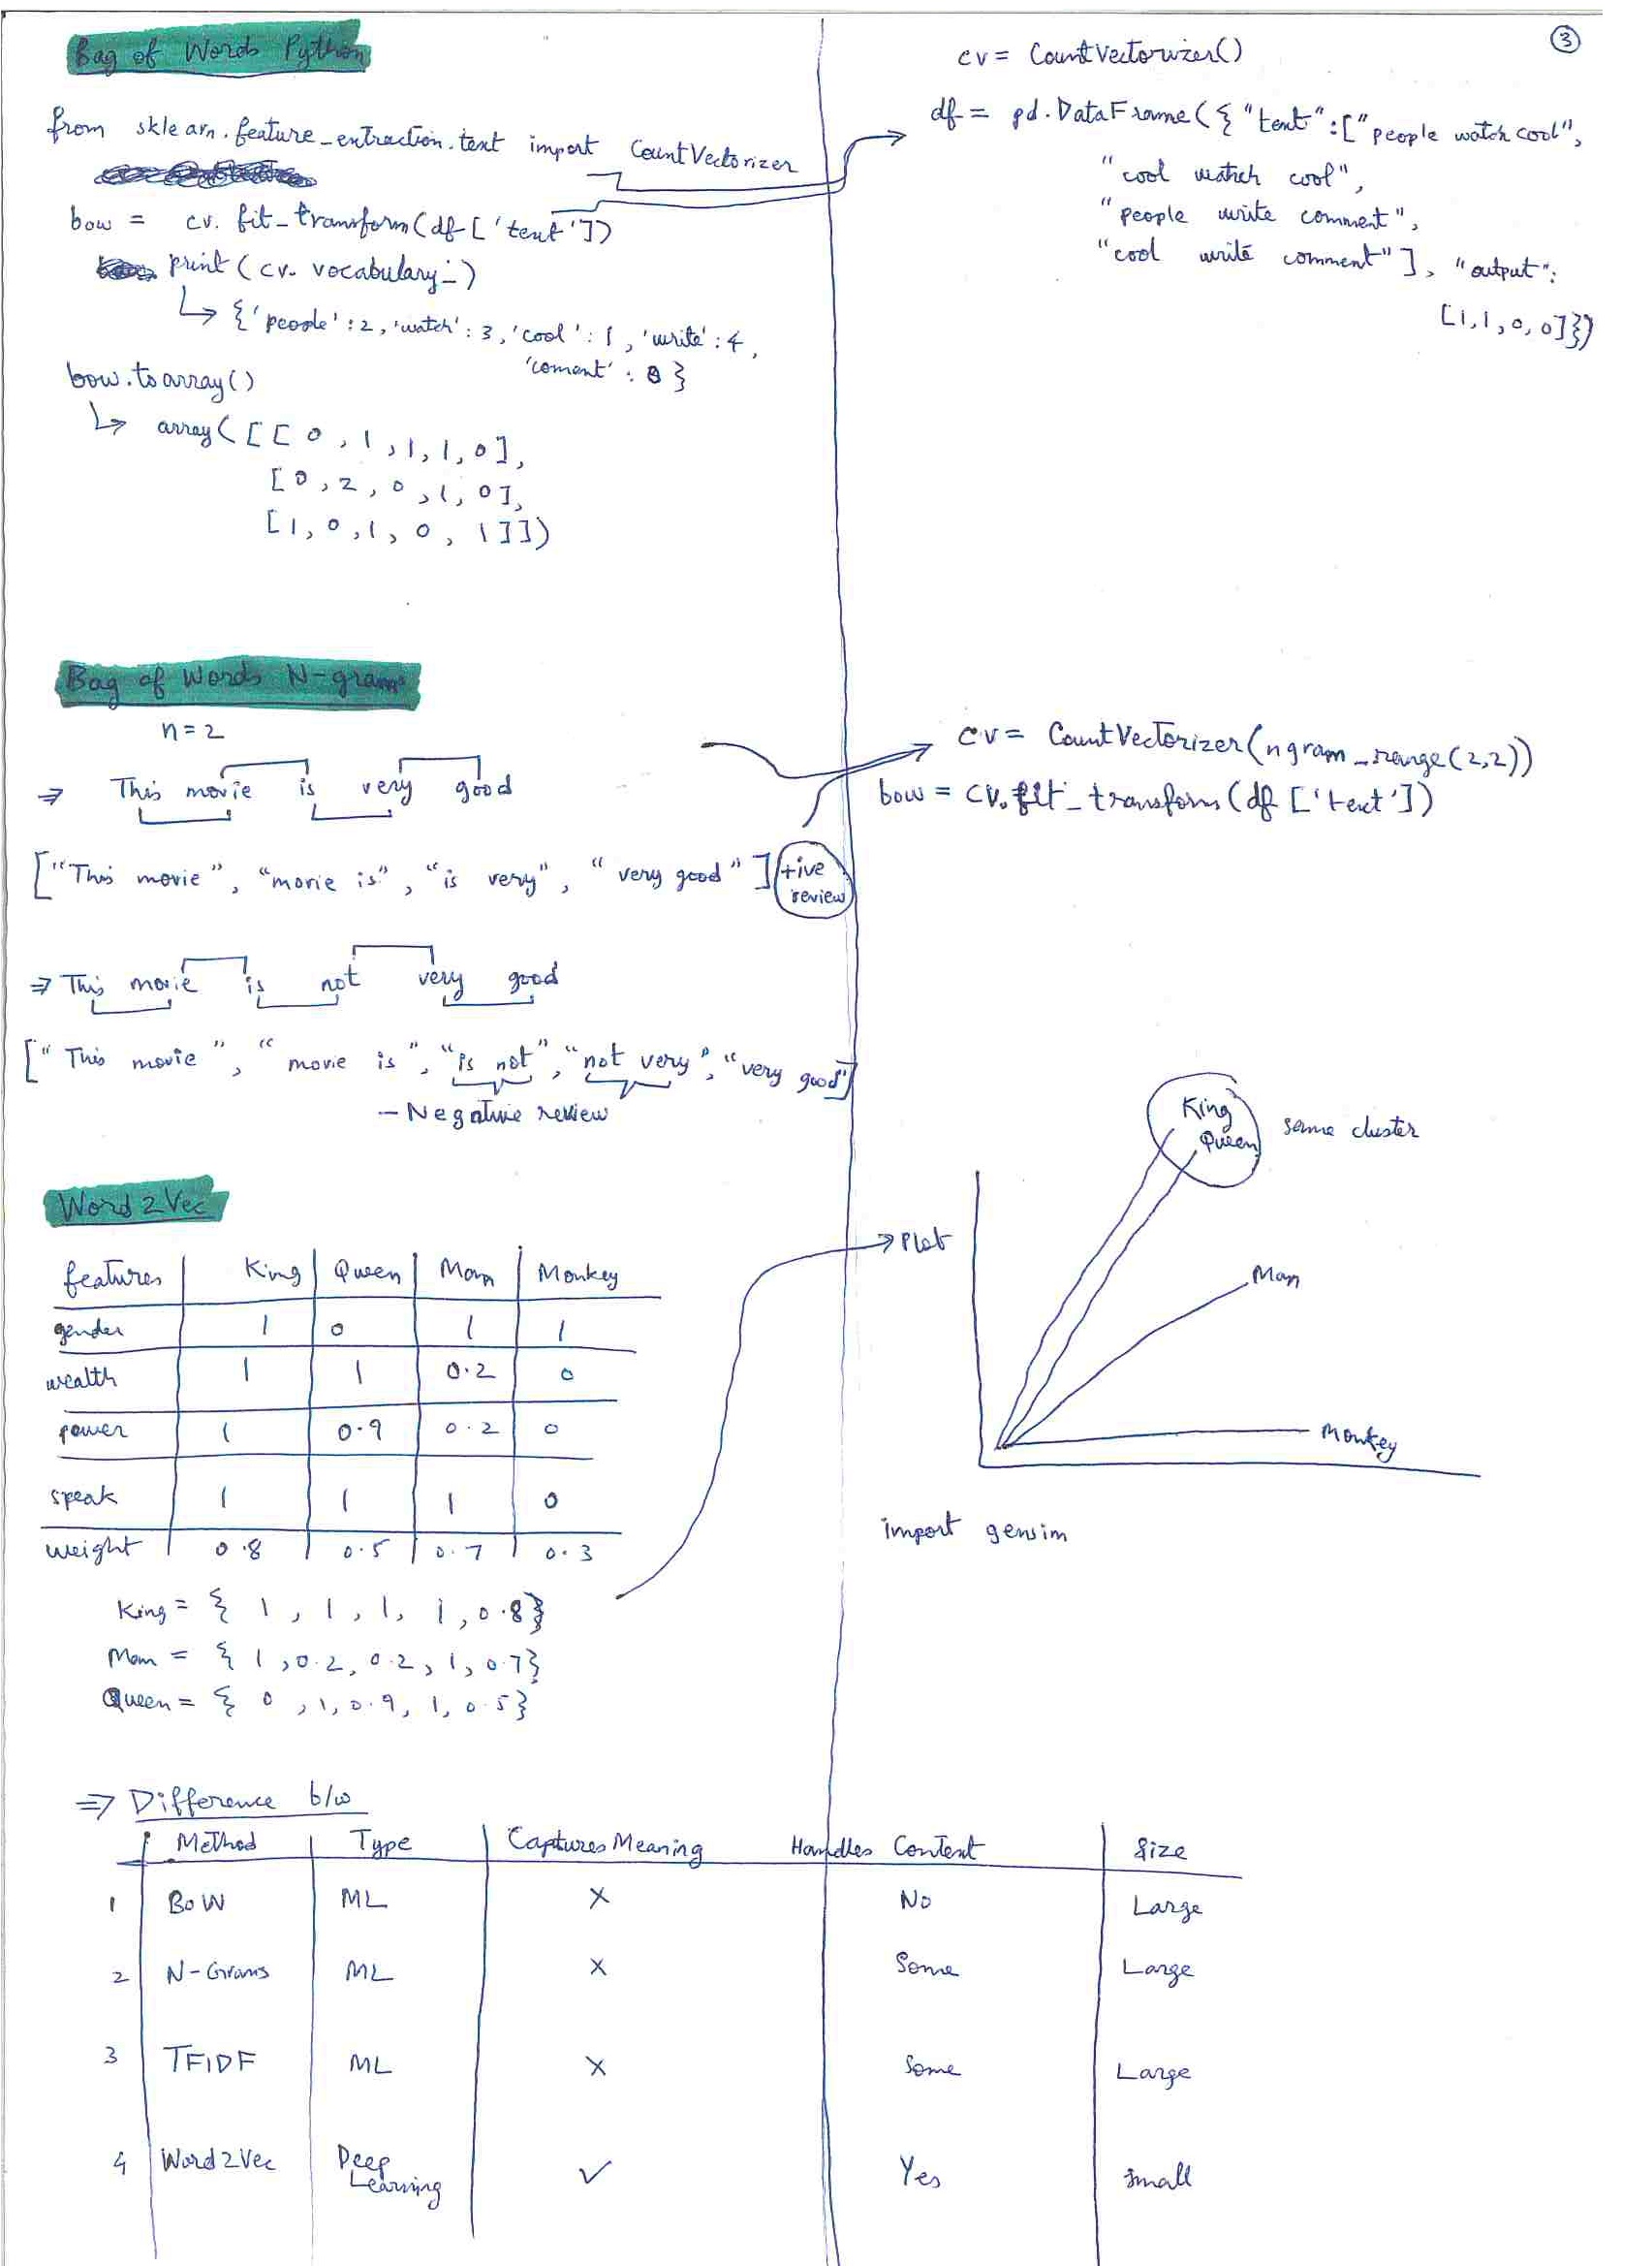 ③
Bag of Words Python
from sklearn.feature_extraction.text import CountVectorizer
bow = cv.fit_transform(df['text'])
print(cv.vocabulary_)
↳ {'people':2, 'watch':3, 'cool':1, 'write':4,
'coment':0}
bow.toarray()
↳ array([[0,1,1,1,0],
[0,2,0,1,0],
[1,0,1,0,1]])
cv = CountVectorizer()
df = pd.DataFrame({"text":["people watch cool",
"cool watch cool",
"people write comment",
"cool write comment"], "output":
[1,1,0,0]})
Bag of Words N-grams
n=2
⇒ This movie is very good
["This movie", "movie is", "is very", "very good"] +ive
review
⇒ This movie is not very good
["This movie", "movie is", "is not", "not very", "very good"]
- Negative review
cv = CountVectorizer(ngram_range(2,2))
bow = cv.fit_transform(df['text'])
Word2Vec
features King Queen Man Monkey
gender 1 0 1 1
wealth 1 1 0.2 0
power 1 0.9 0.2 0
speak 1 1 1 0
weight 0.8 0.5 0.7 0.3
King = {1, 1, 1, 1, 0.8}
Man = {1, 0.2, 0.2, 1, 0.7}
Queen = {0, 1, 0.9, 1, 0.5}
→ Plot
King
Queen
same cluster
Man
Monkey
import gensim
⇒ Difference b/w
Method Type Captures Meaning Handles Content Size
1 BoW ML X No Large
2 N-Grams ML X Some Large
3 TFIDF ML X Some Large
4 Word2Vec Deep Learning ✓ Yes Small